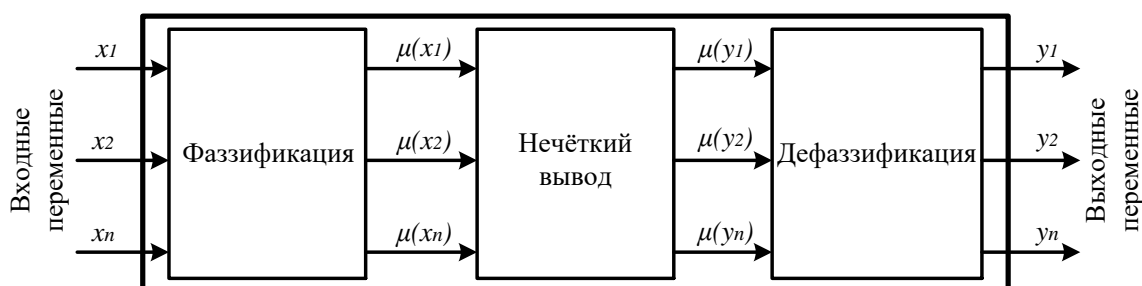 Входные
переменные
x1
x2
xn
Фаззификация
μ(x1)
μ(x2)
μ(xn)
Нечёткий
вывод
μ(y1)
μ(y2)
μ(yn)
Дефаззификация
y1
y2
yn
Выходные
переменные